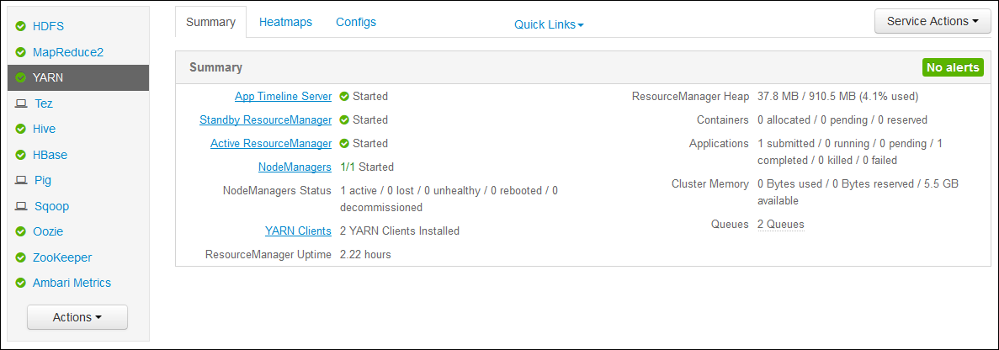 HDFS
MapReduce2
YARN
Tez
Hive
HBase
Pig
Sqoop
Oozie
ZooKeeper
Ambari Metrics
Actions
Summary Heatmaps Configs Quick Links Service Actions
Summary No alerts
App Timeline Server Started
Standby ResourceManager Started
Active ResourceManager Started
NodeManagers 1/1 Started
NodeManagers Status 1 active / 0 lost / 0 unhealthy / 0 rebooted / 0
decommissioned
YARN Clients 2 YARN Clients Installed
ResourceManager Uptime 2.22 hours
ResourceManager Heap 37.8 MB / 910.5 MB (4.1% used)
Containers 0 allocated / 0 pending / 0 reserved
Applications 1 submitted / 0 running / 0 pending / 1
completed / 0 killed / 0 failed
Cluster Memory 0 Bytes used / 0 Bytes reserved / 5.5 GB
available
Queues 2 Queues